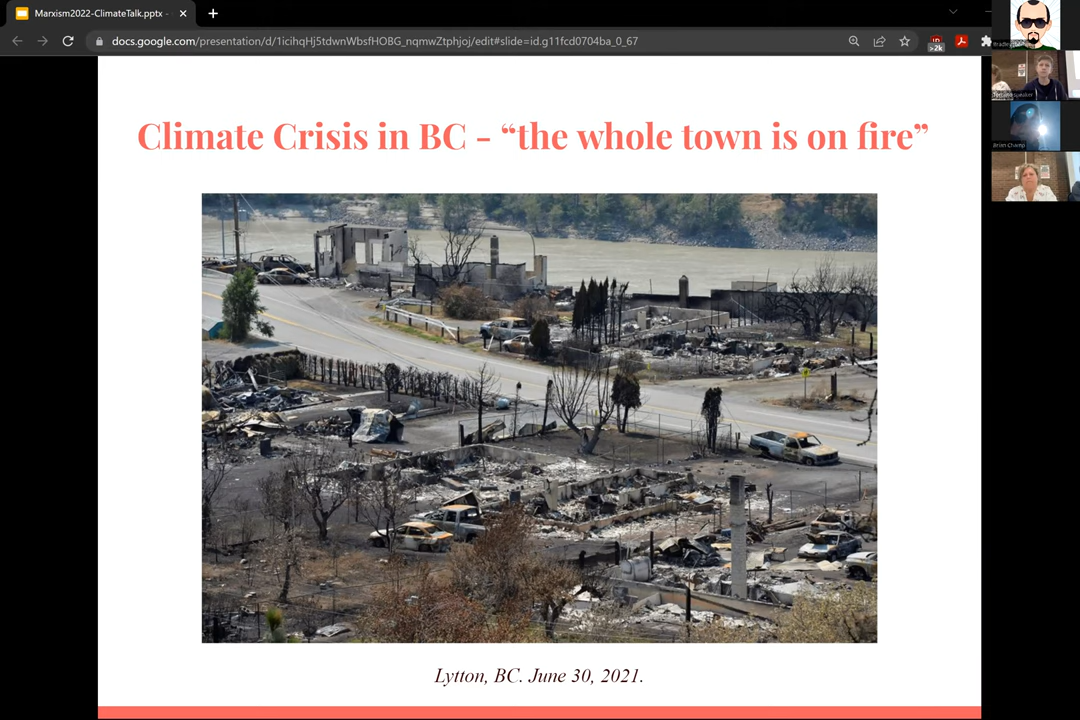 Marxism2022-ClimateTalk.pptx -
docs.google.com/presentation/d/1icihqHj5tdwnWbsfHOBG_nqmwZtphjoj/edit#slide=id.g11fcd0704ba_0_67
>2k
Climate Crisis in BC - “the whole town is on fire”
Lytton, BC. June 30, 2021.